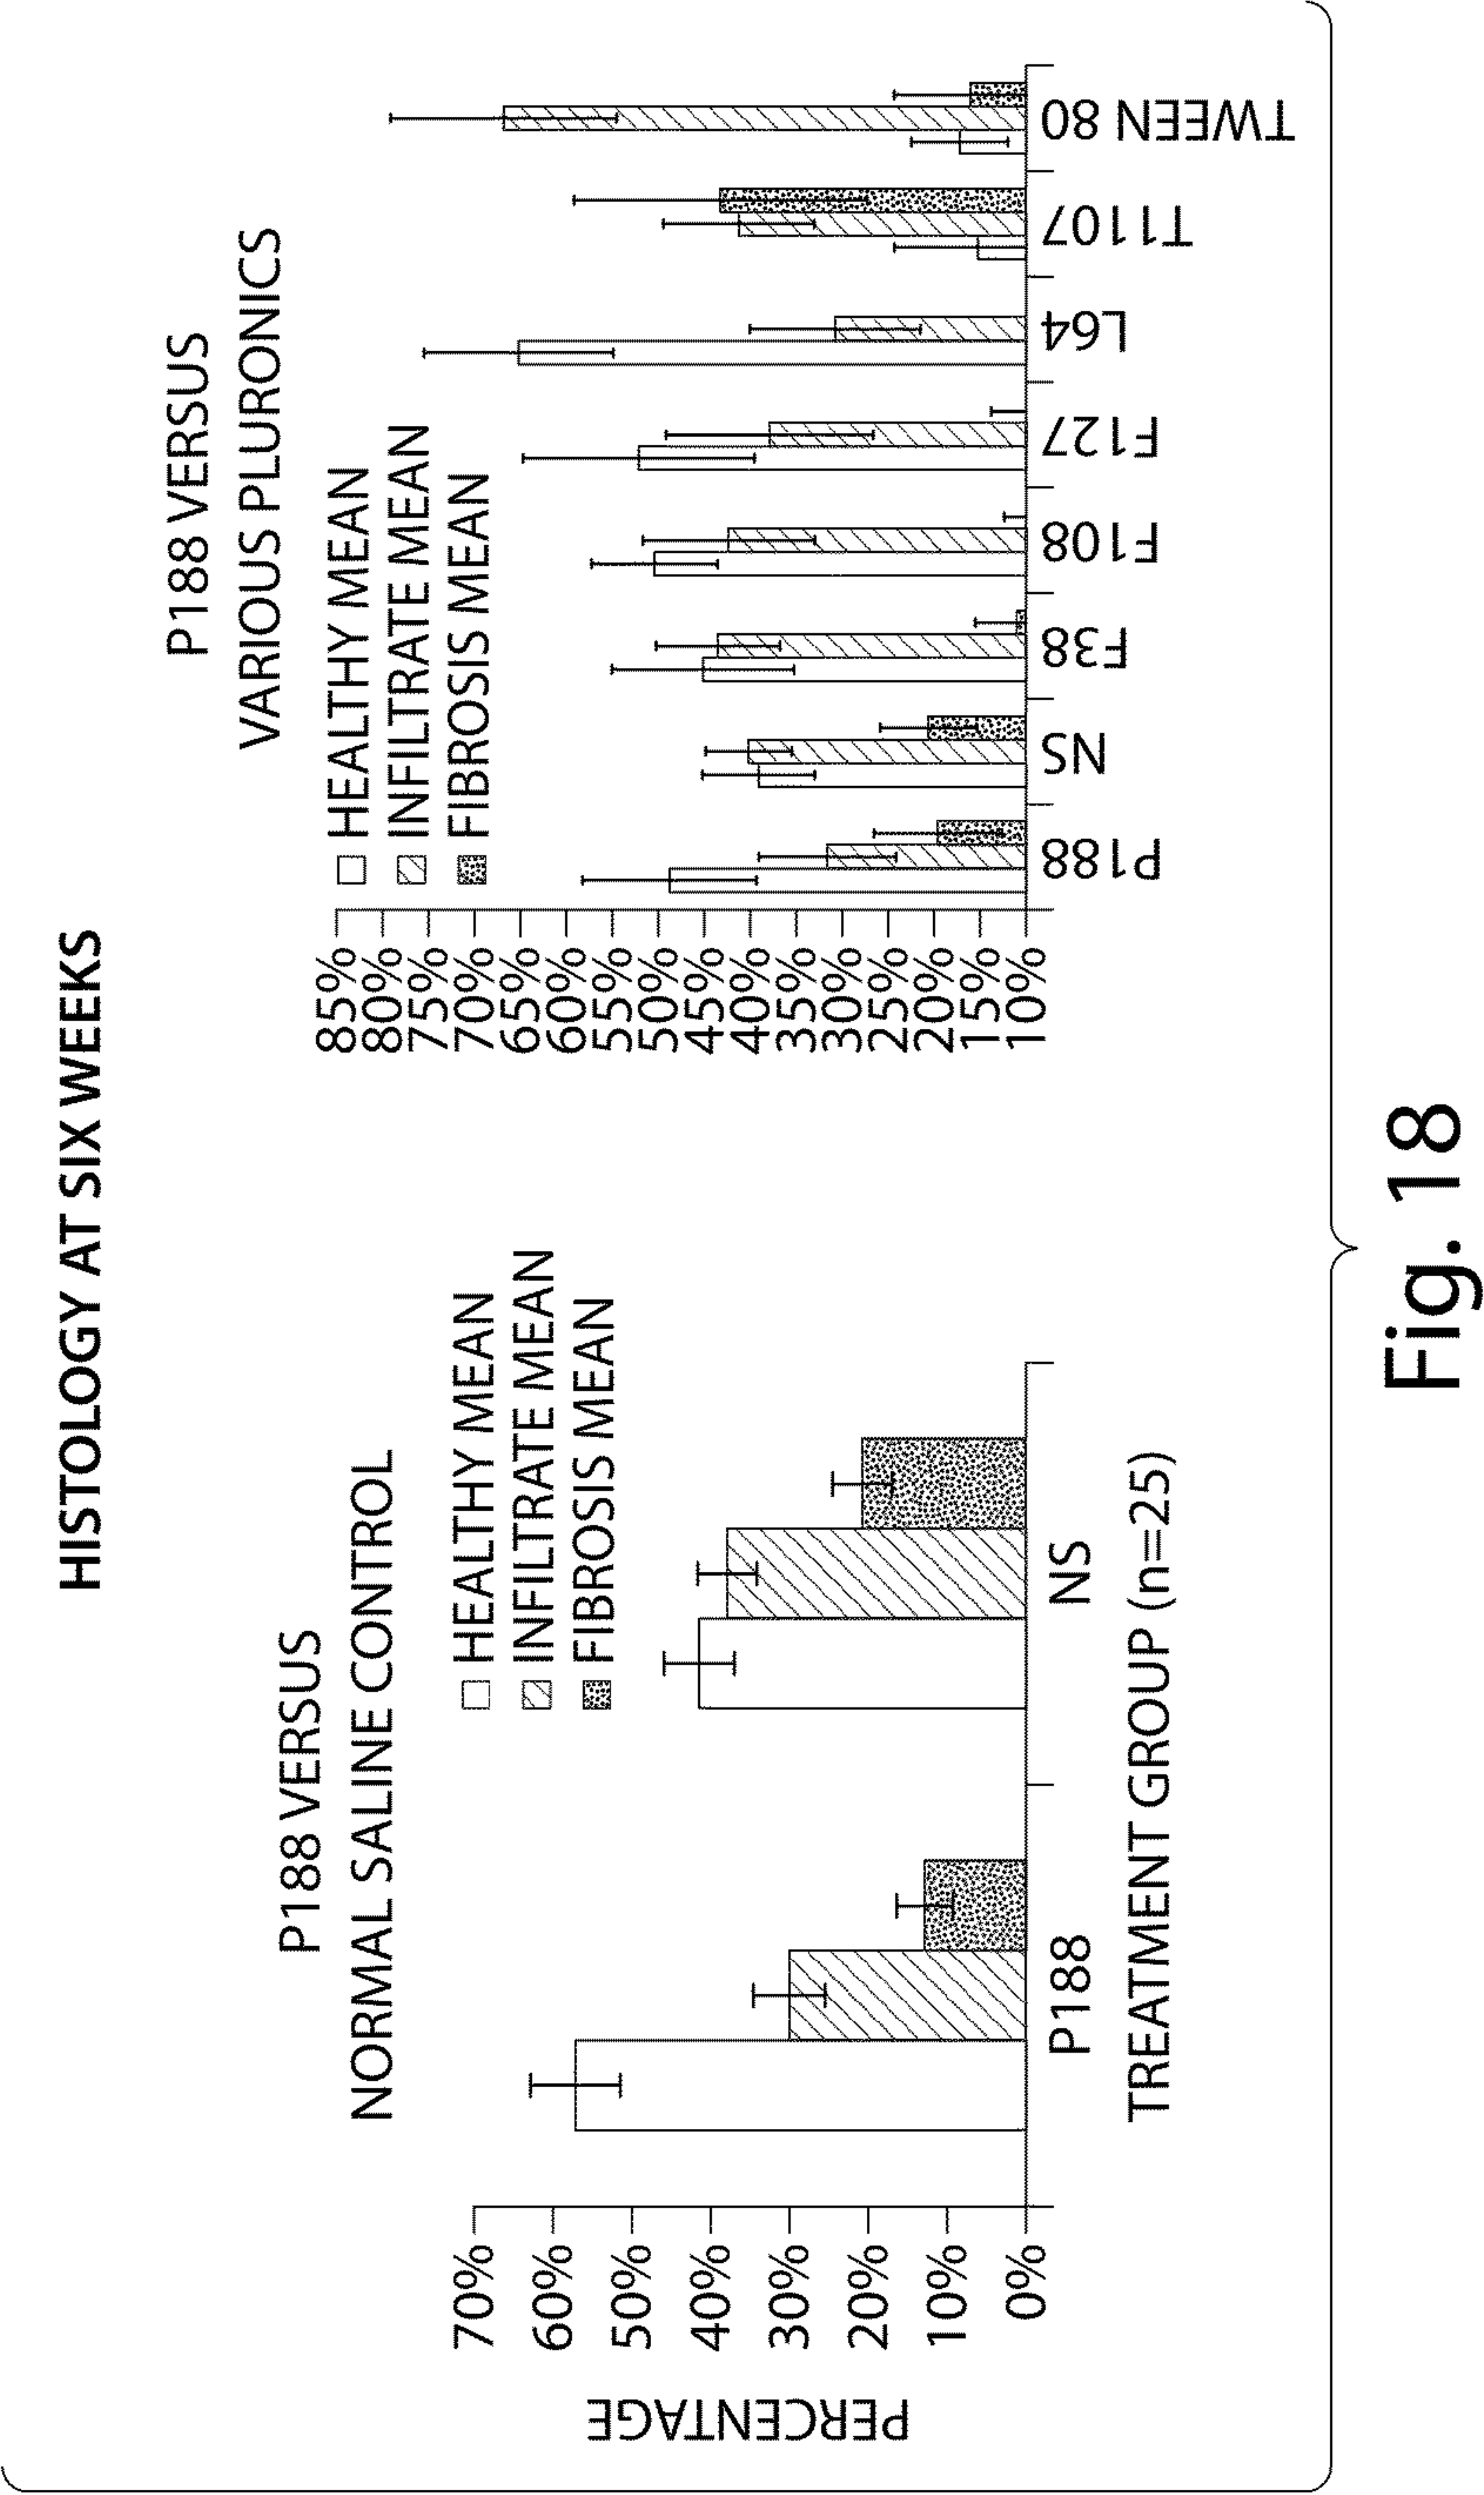 HISTOLOGY AT SIX WEEKS
P188 VERSUS
NORMAL SALINE CONTROL
HEALTHY MEAN
INFILTRATE MEAN
FIBROSIS MEAN
PERCENTAGE
70%
60%
50%
40%
30%
20%
10%
0%
P188
NS
TREATMENT GROUP (n=25)
P188 VERSUS
VARIOUS PLURONICS
HEALTHY MEAN
INFILTRATE MEAN
FIBROSIS MEAN
85%
80%
75%
70%
65%
60%
55%
50%
45%
40%
35%
30%
25%
20%
15%
10%
P188
NS
F38
F108
F127
L64
T1107
TWEEN 80
Fig. 18